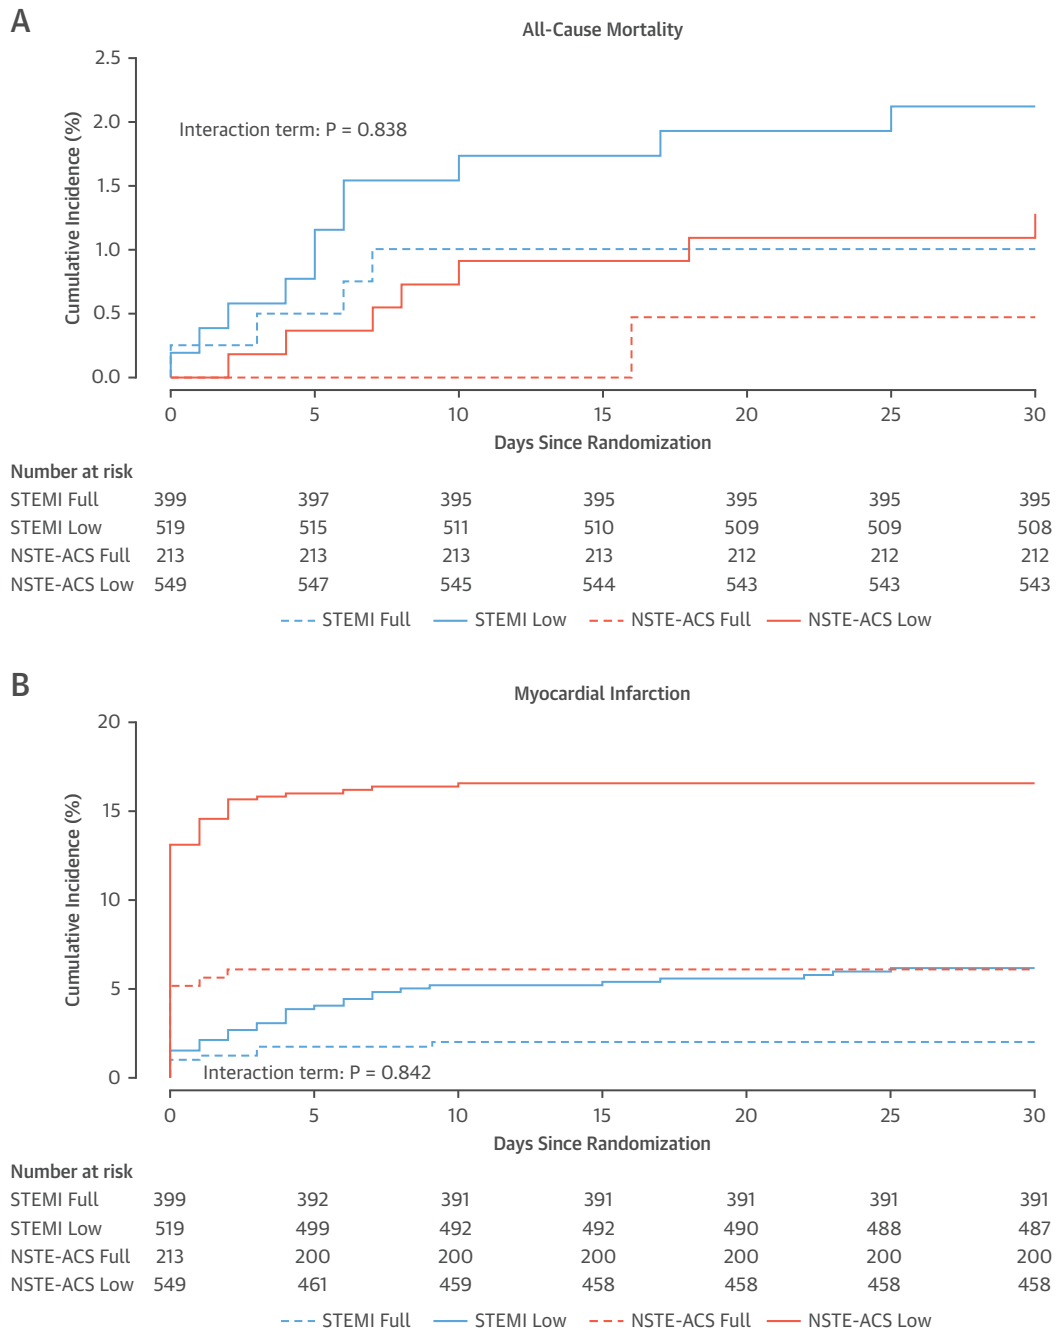 A
All-Cause Mortality
2.5
2.0
1.5
1.0
0.5
0.0
Cumulative Incidence (%)
Interaction term: P = 0.838
0 5 10 15 20 25 30
Days Since Randomization
Number at risk
STEMI Full 399 397 395 395 395 395 395
STEMI Low 519 515 511 510 509 509 508
NSTE-ACS Full 213 213 213 213 212 212 212
NSTE-ACS Low 549 547 545 544 543 543 543
STEMI Full STEMI Low NSTE-ACS Full NSTE-ACS Low
B
Myocardial Infarction
20
15
10
5
0
Cumulative Incidence (%)
Interaction term: P = 0.842
0 5 10 15 20 25 30
Days Since Randomization
Number at risk
STEMI Full 399 392 391 391 391 391 391
STEMI Low 519 499 492 492 490 488 487
NSTE-ACS Full 213 200 200 200 200 200 200
NSTE-ACS Low 549 461 459 458 458 458 458
STEMI Full STEMI Low NSTE-ACS Full NSTE-ACS Low